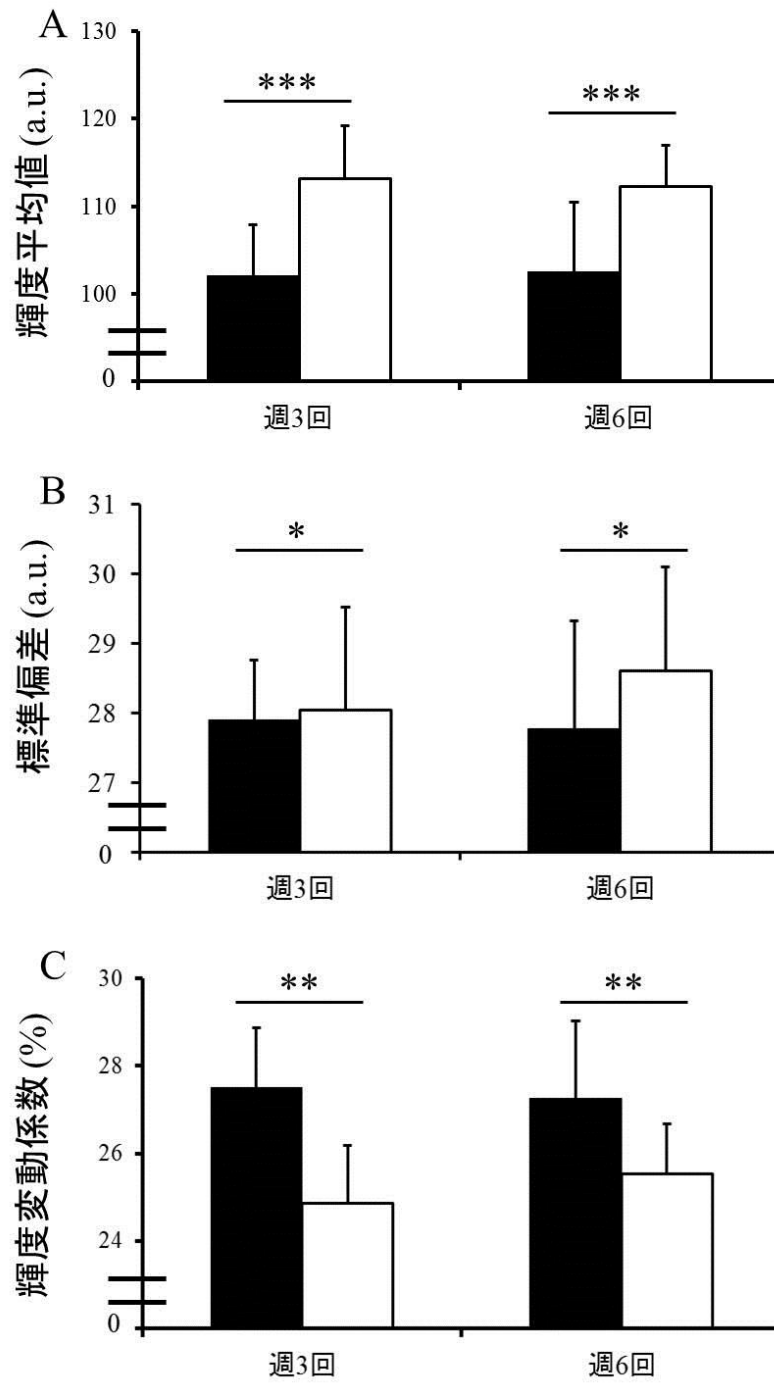 A
輝度平均値 (a.u.)
130
120
110
100
0
***
***
週3回
週6回
B
標準偏差 (a.u.)
31
30
29
28
27
0
*
*
週3回
週6回
C
輝度変動係数 (%)
30
28
26
24
0
**
**
週3回
週6回